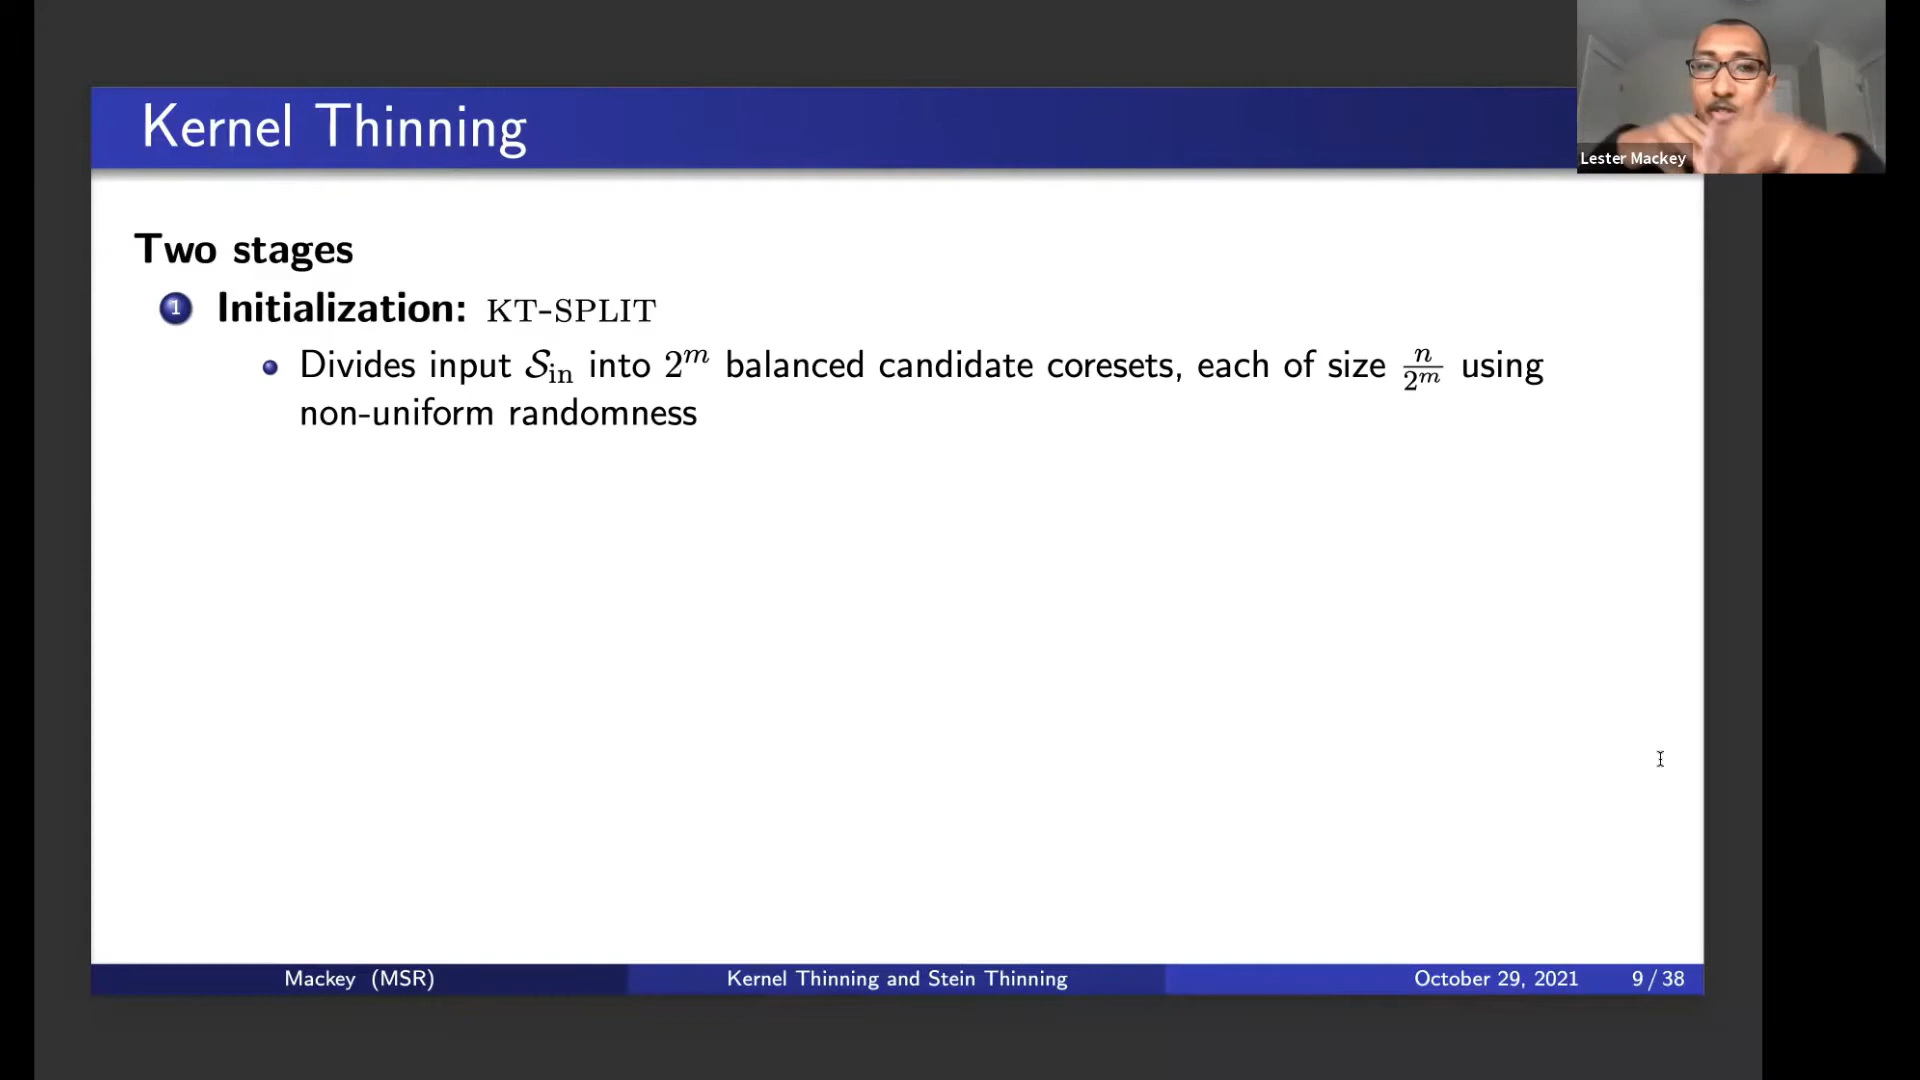 Kernel Thinning
Lester Mackey
Two stages
1 Initialization: KT-SPLIT
• Divides input 𝒮in into 2^m balanced candidate coresets, each of size n/2^m using
non-uniform randomness
Mackey (MSR) Kernel Thinning and Stein Thinning October 29, 2021 9 / 38